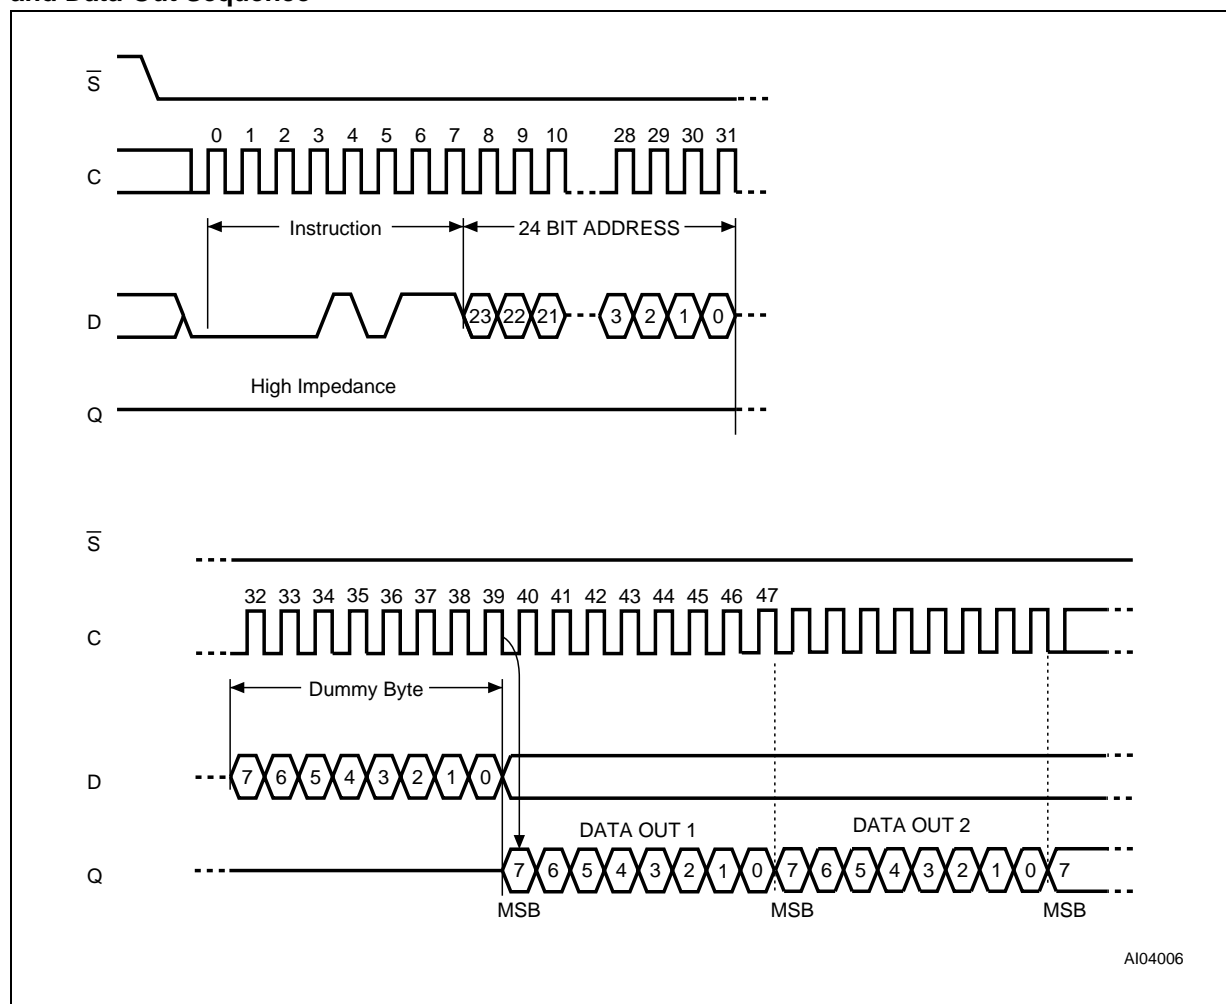 and Data-Out Sequence
S
0 1 2 3 4 5 6 7 8 9 10 28 29 30 31
C
Instruction 24 BIT ADDRESS
D
23 22 21 3 2 1 0
High Impedance
Q
S
32 33 34 35 36 37 38 39 40 41 42 43 44 45 46 47
C
Dummy Byte
D
7 6 5 4 3 2 1 0
DATA OUT 1 DATA OUT 2
Q
7 6 5 4 3 2 1 0 7 6 5 4 3 2 1 0 7
MSB MSB MSB
AI04006